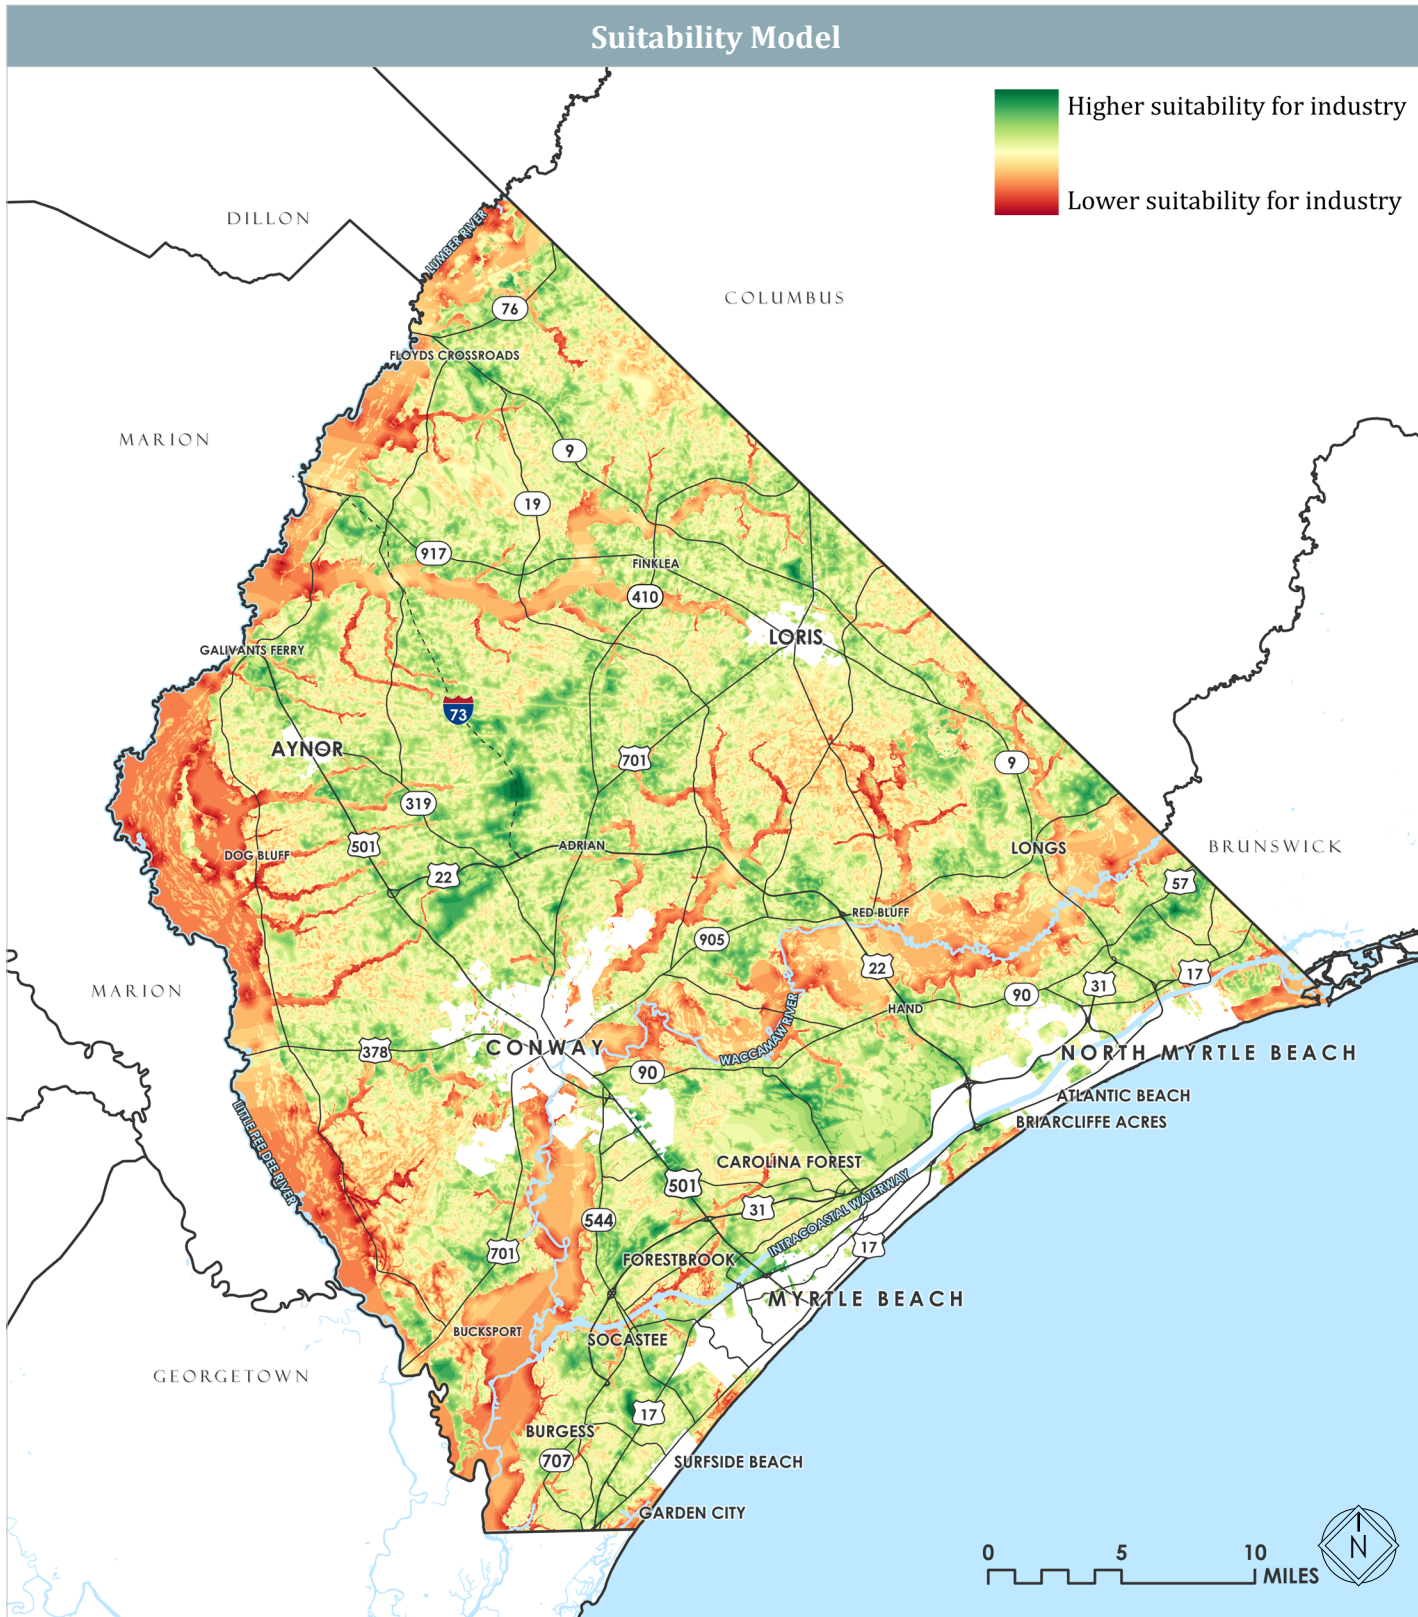 Suitability Model
Higher suitability for industry
Lower suitability for industry
DILLON
LUMBER RIVER
COLUMBUS
76
FLOYDS CROSSROADS
MARION
9
19
917
FINKLEA
410
LORIS
GALIVANTS FERRY
73
AYNOR
701
9
319
501
ADRIAN
LONGS
BRUNSWICK
DOG BLUFF
22
57
RED BLUFF
905
22
17
31
MARION
90
HAND
WACCAMAW RIVER
378
CONWAY
NORTH MYRTLE BEACH
90
ATLANTIC BEACH
BRIARCLIFFE ACRES
LITTLE PEE DEE RIVER
CAROLINA FOREST
501
INTRACOASTAL WATERWAY
31
544
17
701
FORESTBROOK
MYRTLE BEACH
BUCKSPORT
SOCASTEE
GEORGETOWN
17
BURGESS
707
SURFSIDE BEACH
GARDEN CITY
N
0 5 10
MILES